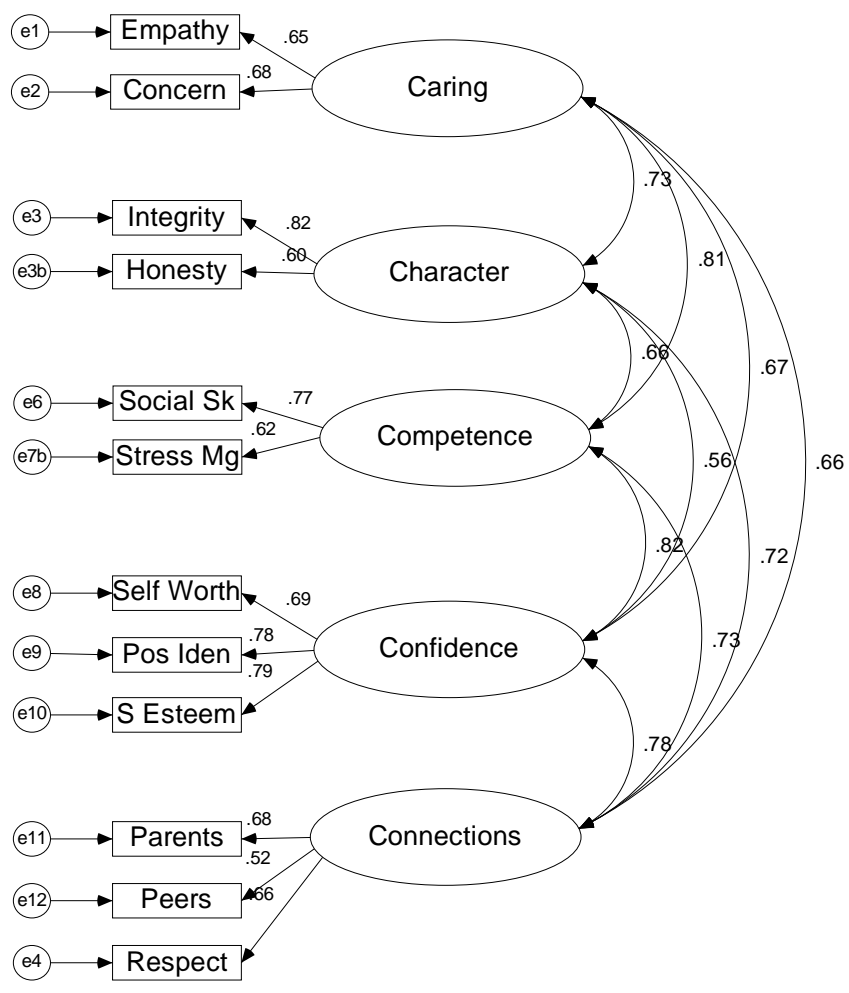 e1 Empathy .65
e2 Concern .68
Caring
.73
e3 Integrity .82
e3b Honesty .60
Character
.81
.66
.67
e6 Social Sk .77
e7b Stress Mg .62
Competence
.56
.66
.82
.72
e8 Self Worth .69
e9 Pos Iden .78
e10 S Esteem .79
Confidence
.73
.78
e11 Parents .68
e12 Peers .52
.66
Connections
e4 Respect